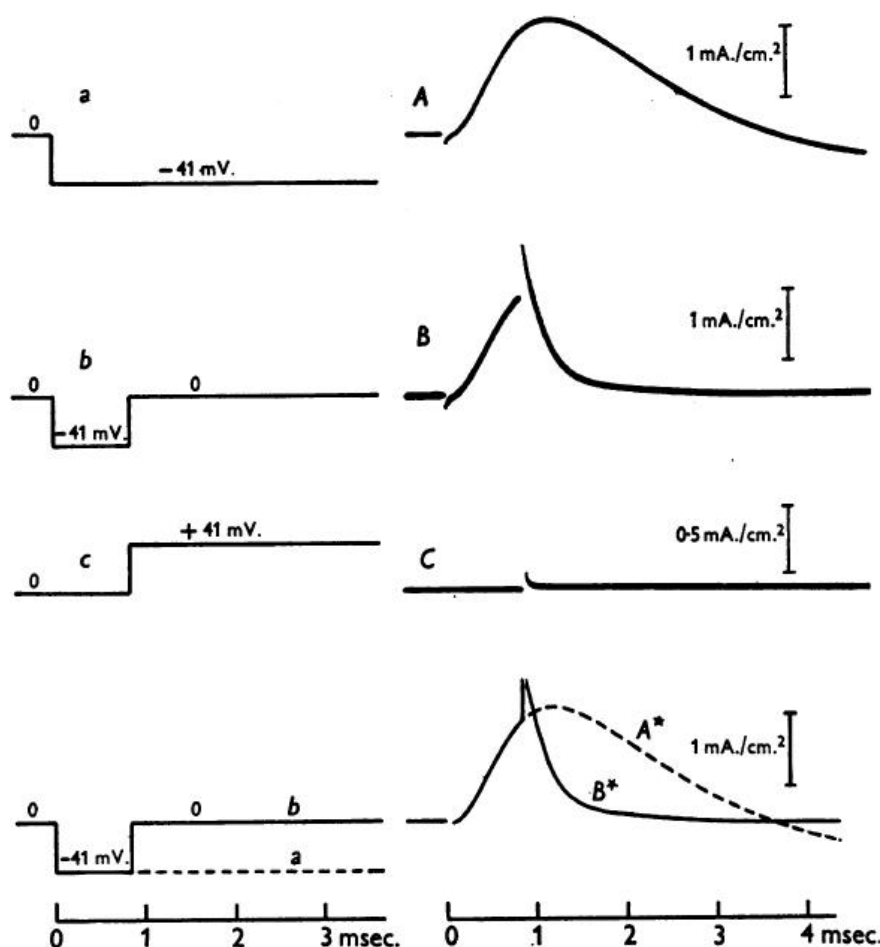 a
A
1 mA./cm.²
0
-41 mV.
b
B
1 mA./cm.²
0
0
-41 mV.
c
C
0·5 mA./cm.²
+41 mV.
0
A*
1 mA./cm.²
B*
0
0
b
-41 mV.
a
0 1 2 3 msec.
0 1 2 3 4 msec.